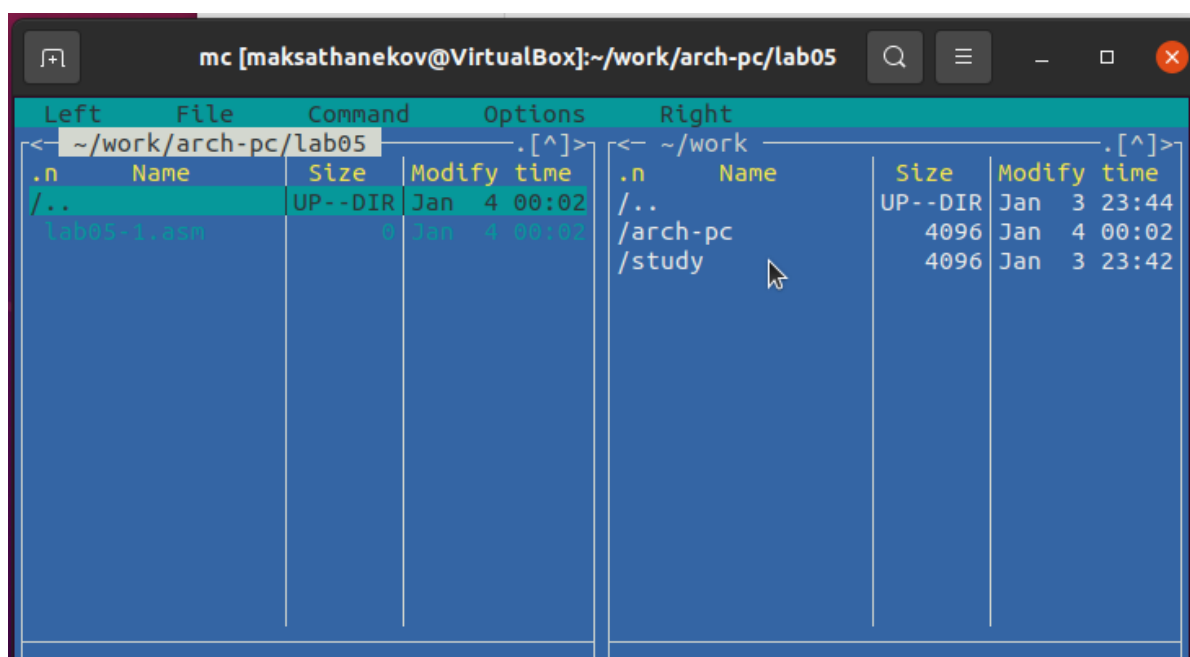 mc [maksathanekov@VirtualBox]:~/work/arch-pc/lab05
Left File Command Options Right
<─ ~/work/arch-pc/lab05 ─.[^]>
.n Name Size Modify time
/.. UP--DIR Jan 4 00:02
lab05-1.asm 0 Jan 4 00:02
<─ ~/work ─.[^]>
.n Name Size Modify time
/.. UP--DIR Jan 3 23:44
/arch-pc 4096 Jan 4 00:02
/study 4096 Jan 3 23:42